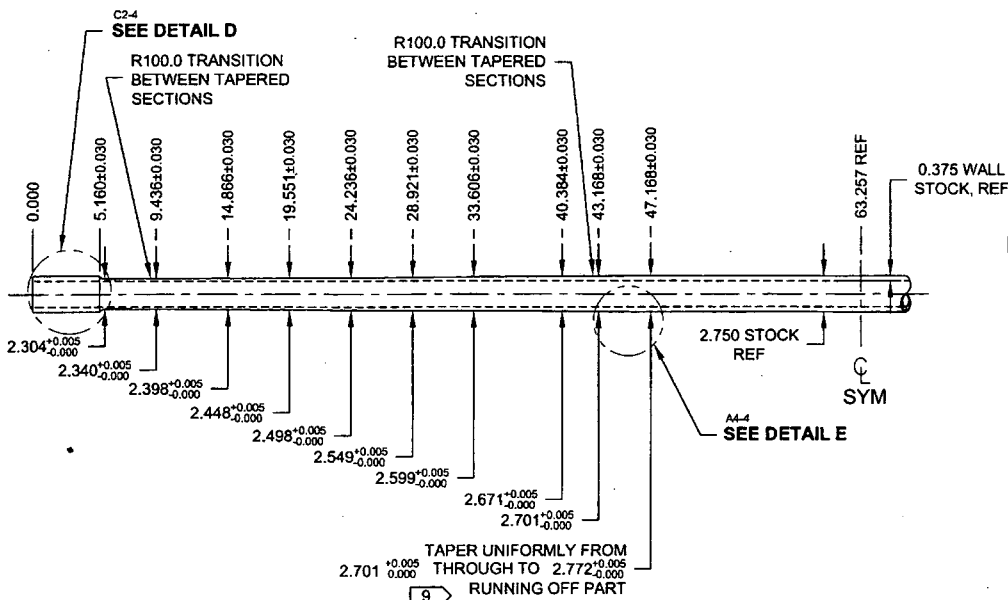 C2-4
SEE DETAIL D
R100.0 TRANSITION
BETWEEN TAPERED
SECTIONS
R100.0 TRANSITION
BETWEEN TAPERED
SECTIONS
0.000
5.160±0.030
9.436±0.030
14.866±0.030
19.551±0.030
24.236±0.030
28.921±0.030
33.606±0.030
40.384±0.030
43.168±0.030
47.168±0.030
63.257 REF
0.375 WALL
STOCK, REF
2.304 +0.005 -0.000
2.340 +0.005 -0.000
2.398 +0.005 -0.000
2.448 +0.005 -0.000
2.498 +0.005 -0.000
2.549 +0.005 -0.000
2.599 +0.005 -0.000
2.671 +0.005 -0.000
2.701 +0.005 -0.000
2.750 STOCK
REF
℄
SYM
A4-4
SEE DETAIL E
TAPER UNIFORMLY FROM
2.701 +0.005 0.000 THROUGH TO 2.772 +0.005 -0.000
RUNNING OFF PART
9